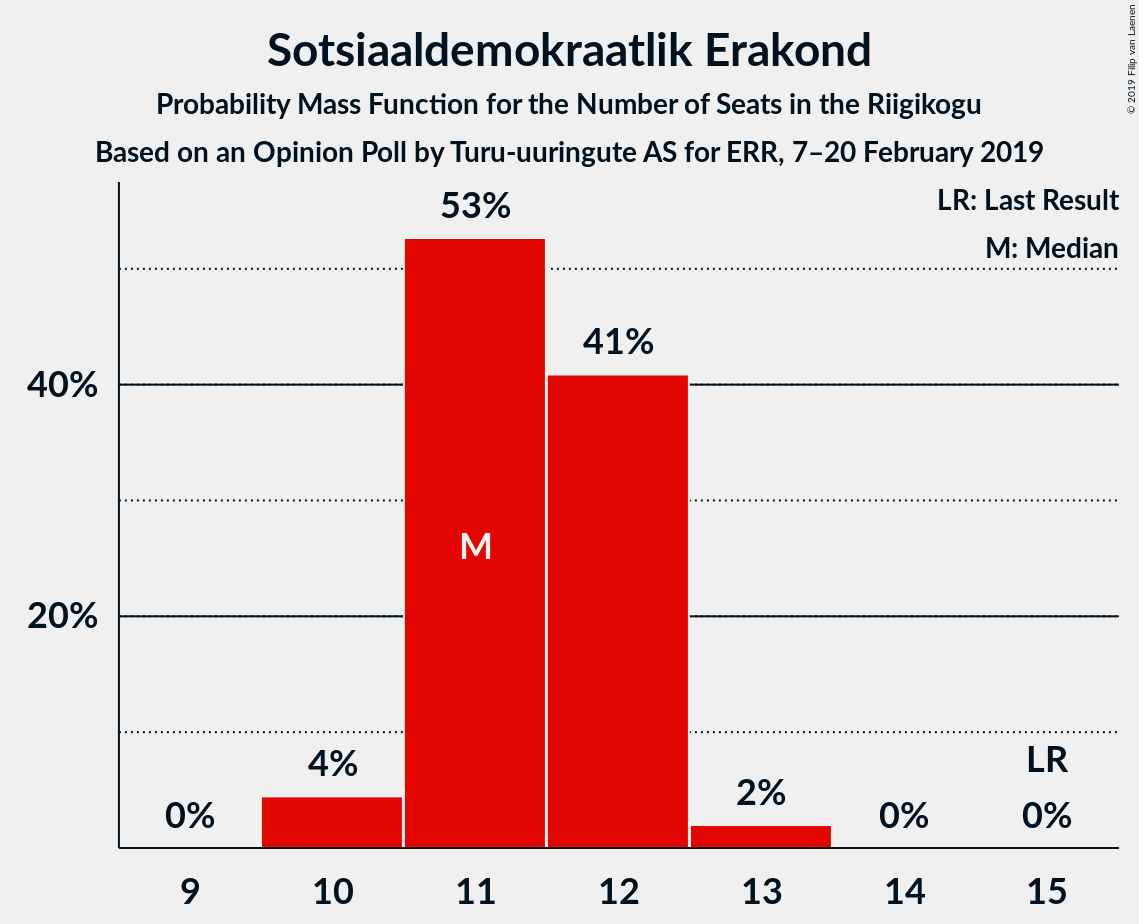 Sotsiaaldemokraatlik Erakond
Probability Mass Function for the Number of Seats in the Riigikogu
Based on an Opinion Poll by Turu-uuringute AS for ERR, 7–20 February 2019
© 2019 Filip van Laenen
LR: Last Result
M: Median
53%
41%
40%
M
20%
4%
2%
LR
0%
0%
0%
9
10
11
12
13
14
15